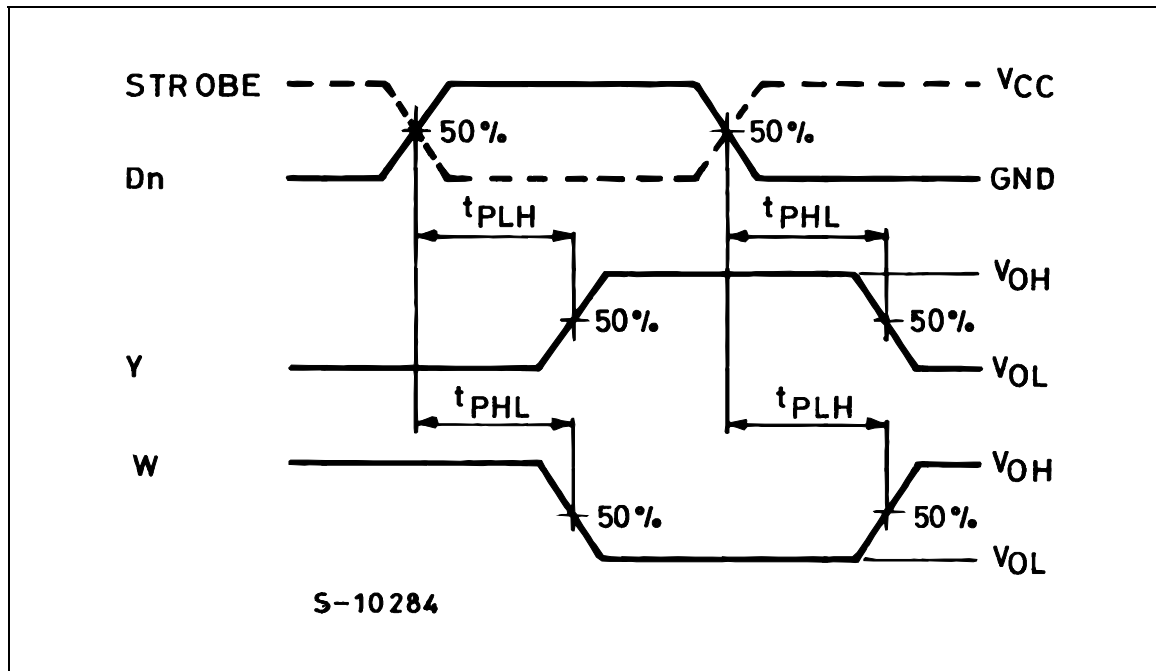 STROBE
VCC
50%
50%
Dn
GND
tPLH
tPHL
VOH
50%
50%
Y
VOL
tPHL
tPLH
W
VOH
50%
50%
VOL
S-10284